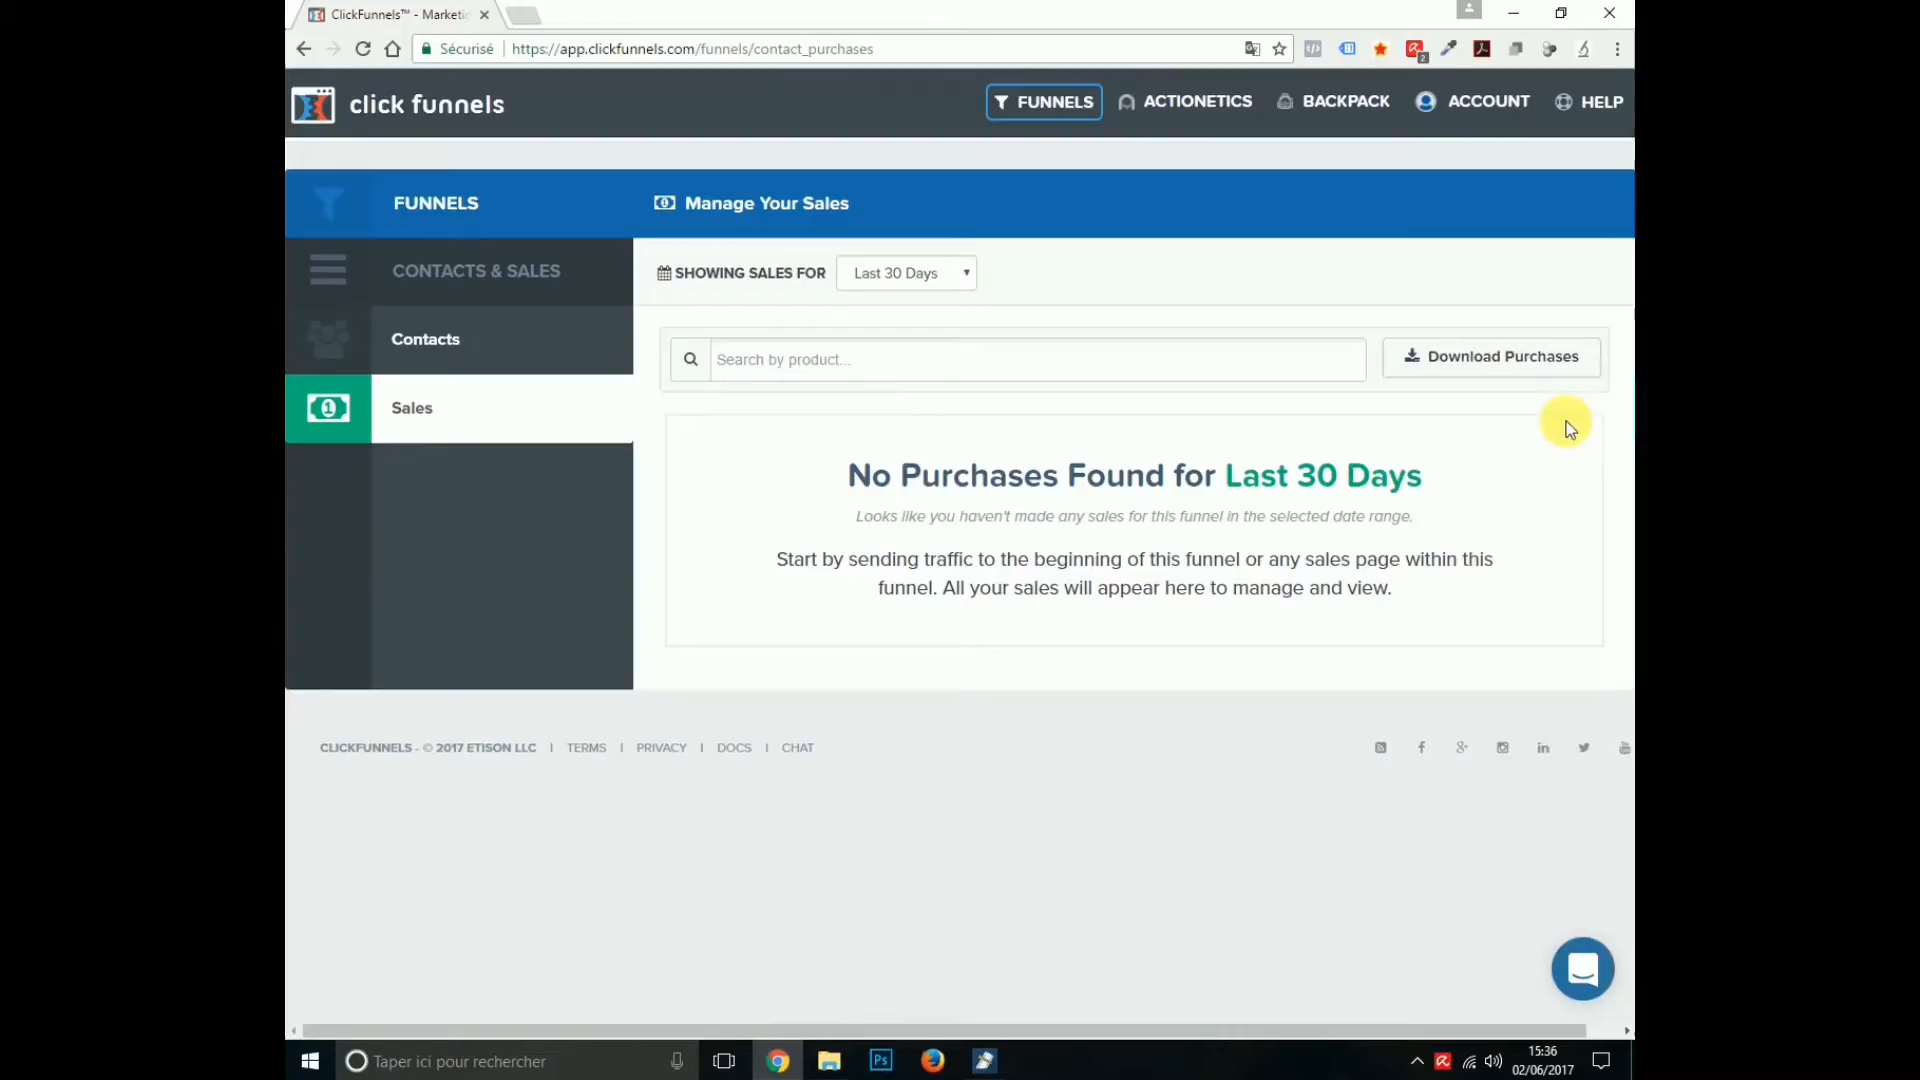 ClickFunnels™ - Marketin
Sécurisé https://app.clickfunnels.com/funnels/contact_purchases
2
click funnels
FUNNELS ACTIONETICS BACKPACK ACCOUNT HELP
FUNNELS
Manage Your Sales
CONTACTS & SALES
SHOWING SALES FOR Last 30 Days
Contacts
Search by product...
Download Purchases
Sales
No Purchases Found for Last 30 Days
Looks like you haven't made any sales for this funnel in the selected date range.
Start by sending traffic to the beginning of this funnel or any sales page within this
funnel. All your sales will appear here to manage and view.
CLICKFUNNELS - © 2017 ETISON LLC | TERMS | PRIVACY | DOCS | CHAT
Taper ici pour rechercher
Ps
15:36
02/06/2017